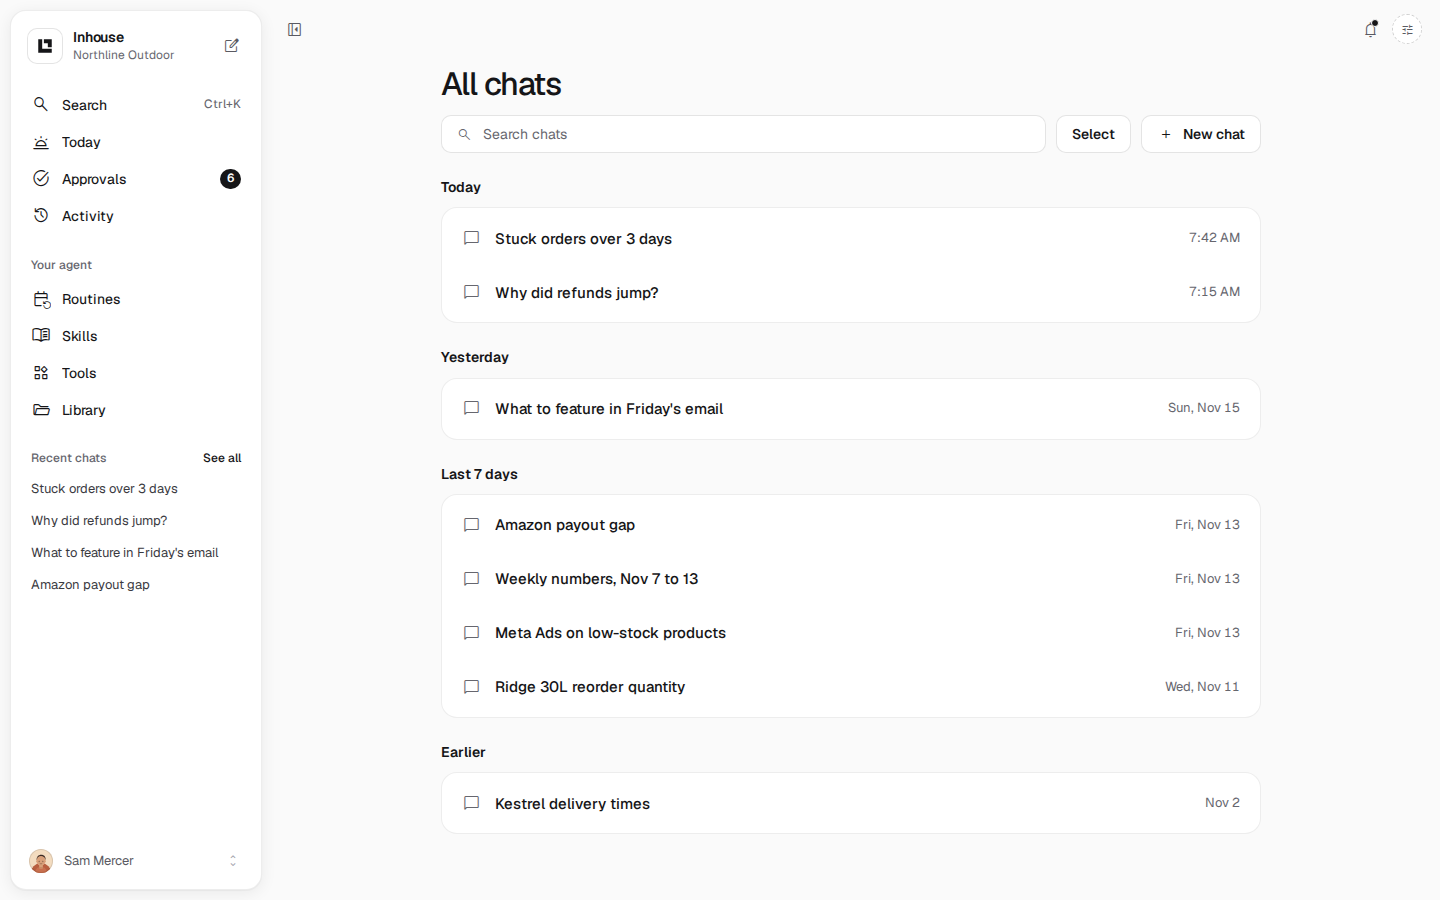 Inhouse
Northline Outdoor
Search Ctrl+K
Today
Approvals 6
Activity
Your agent
Routines
Skills
Tools
Library
Recent chats See all
Stuck orders over 3 days
Why did refunds jump?
What to feature in Friday's email
Amazon payout gap
Sam Mercer
All chats
Search chats
Select
+ New chat
Today
Stuck orders over 3 days 7:42 AM
Why did refunds jump? 7:15 AM
Yesterday
What to feature in Friday's email Sun, Nov 15
Last 7 days
Amazon payout gap Fri, Nov 13
Weekly numbers, Nov 7 to 13 Fri, Nov 13
Meta Ads on low-stock products Fri, Nov 13
Ridge 30L reorder quantity Wed, Nov 11
Earlier
Kestrel delivery times Nov 2